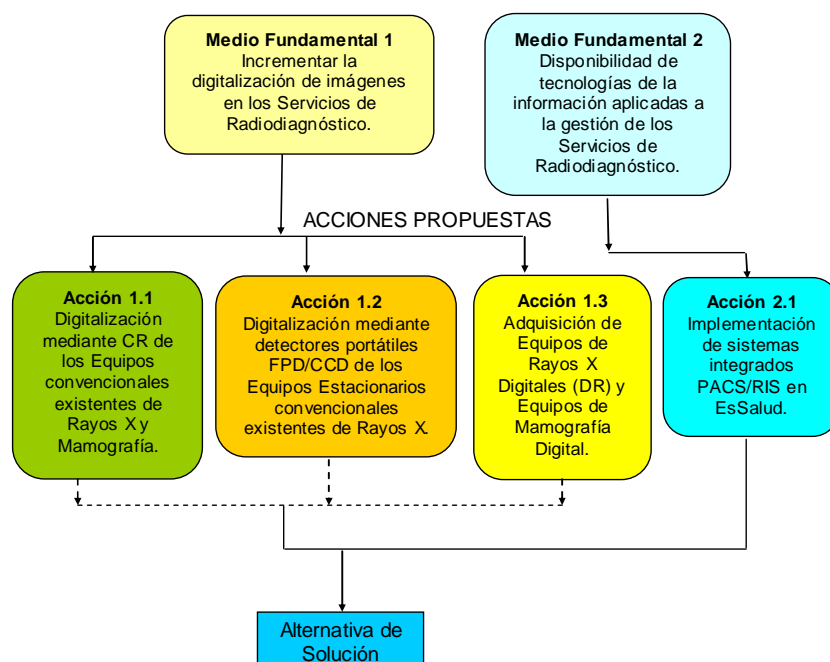 Medio Fundamental 1
Incrementar la
digitalización de imágenes
en los Servicios de
Radiodiagnóstico.
Medio Fundamental 2
Disponibilidad de
tecnologías de la
información aplicadas a
la gestión de los
Servicios de
Radiodiagnóstico.
ACCIONES PROPUESTAS
Acción 1.1
Digitalización
mediante CR de
los Equipos
convencionales
existentes de
Rayos X y
Mamografía.
Acción 1.2
Digitalización mediante
detectores portátiles
FPD/CCD de los
Equipos Estacionarios
convencionales
existentes de Rayos X.
Acción 1.3
Adquisición de
Equipos de
Rayos X
Digitales (DR) y
Equipos de
Mamografía
Digital.
Acción 2.1
Implementación
de sistemas
integrados
PACS/RIS en
EsSalud.
Alternativa de
Solución